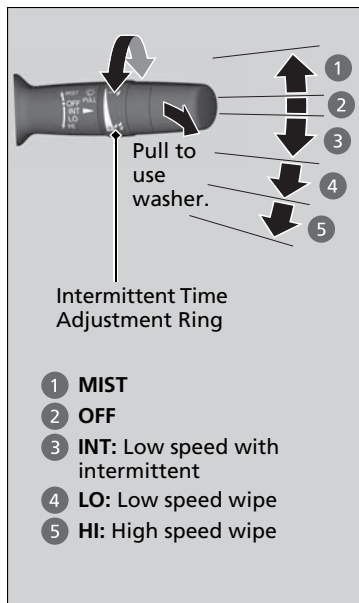 MIST
OFF
PULL
INT
LO
HI
1
2
3
4
5
Pull to
use
washer.
Intermittent Time
Adjustment Ring
1 MIST
2 OFF
3 INT: Low speed with
intermittent
4 LO: Low speed wipe
5 HI: High speed wipe